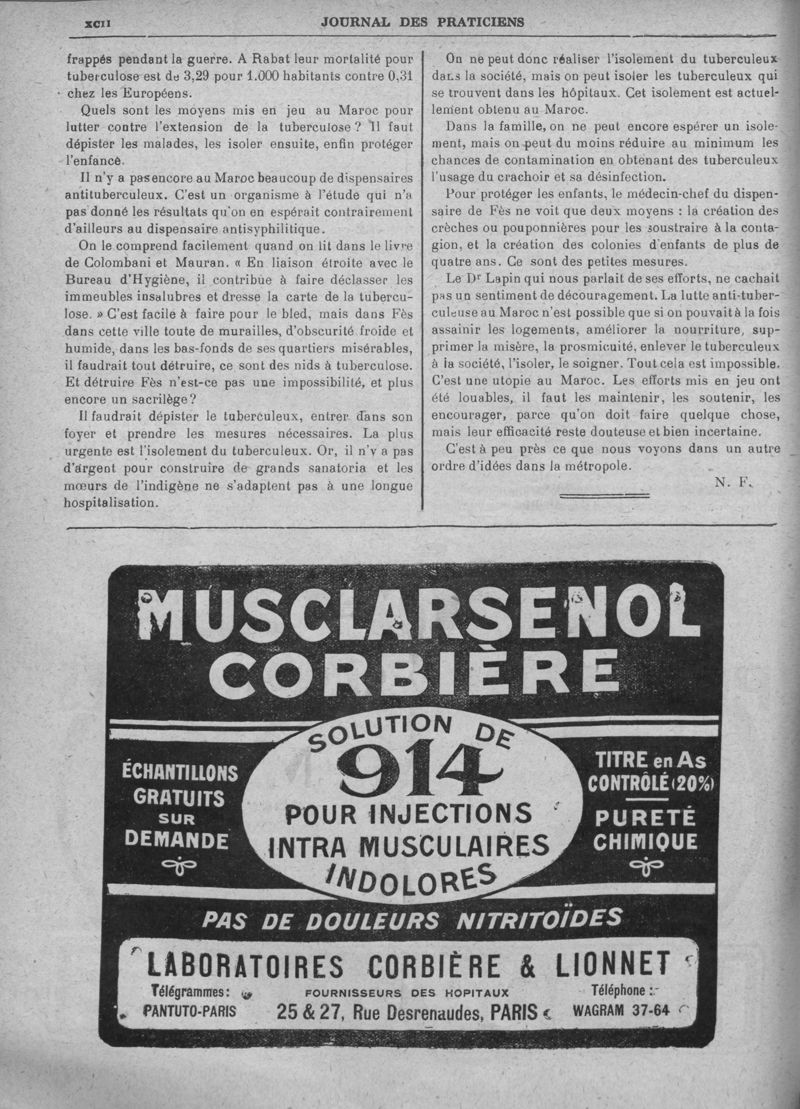 XCII
JOURNAL DES PRATICIENS
frappés pendant la guerre. A Rabat leur mortalité pour
tuberculose est de 3,29 pour 1.000 habitants contre 0,31
chez les Européens.
Quels sont les moyens mis en jeu au Maroc pour
lutter contre l'extension de la tuberculose ? Il faut
dépister les malades, les isoler ensuite, enfin protéger
l'enfance.
Il n'y a pas encore au Maroc beaucoup de dispensaires
antituberculeux. C'est un organisme à l'étude qui n'a
pas donné les résultats qu'on en espérait contrairement
d'ailleurs au dispensaire antisyphilitique.
On le comprend facilement quand on lit dans le livre
de Colombani et Mauran. « En liaison étroite avec le
Bureau d'Hygiène, il contribue à faire déclasser les
immeubles insalubres et dresse la carte de la tubercu-
lose. » C'est facile à faire pour le bled, mais dans Fès
dans cette ville toute de murailles, d'obscurité froide et
humide, dans les bas-fonds de ses quartiers misérables,
il faudrait tout détruire, ce sont des nids à tuberculose.
Et détruire Fès n'est-ce pas une impossibilité, et plus
encore un sacrilège ?
Il faudrait dépister le tuberculeux, entrer dans son
foyer et prendre les mesures nécessaires. La plus
urgente est l'isolement du tuberculeux. Or, il n'y a pas
d'argent pour construire de grands sanatoria et les
mœurs de l'indigène ne s'adaptent pas à une longue
hospitalisation.
On ne peut donc réaliser l'isolement du tuberculeux
dans la société, mais on peut isoler les tuberculeux qui
se trouvent dans les hôpitaux. Cet isolement est actuel-
lement obtenu au Maroc.
Dans la famille, on ne peut encore espérer un isole-
ment, mais on peut du moins réduire au minimum les
chances de contamination en obtenant des tuberculeux
l'usage du crachoir et sa désinfection.
Pour protéger les enfants, le médecin-chef du dispen-
saire de Fès ne voit que deux moyens : la création des
crèches ou pouponnières pour les soustraire à la conta-
gion, et la création des colonies d'enfants de plus de
quatre ans. Ce sont des petites mesures.
Le Dr Lapin qui nous parlait de ses efforts, ne cachait
pas un sentiment de découragement. La lutte anti-tuber-
culeuse au Maroc n'est possible que si on pouvait à la fois
assainir les logements, améliorer la nourriture, sup-
primer la misère, la prosmicuité, enlever le tuberculeux
à la société, l'isoler, le soigner. Tout cela est impossible.
C'est une utopie au Maroc. Les efforts mis en jeu ont
été louables, il faut les maintenir, les soutenir, les
encourager, parce qu'on doit faire quelque chose,
mais leur efficacité reste douteuse et bien incertaine.
C'est à peu près ce que nous voyons dans un autre
ordre d'idées dans la métropole.
N. F.
MUSCLARSENOL
CORBIÈRE
SOLUTION DE
914
POUR INJECTIONS
INTRA MUSCULAIRES
INDOLORES
ÉCHANTILLONS
GRATUITS
SUR
DEMANDE
TITRE en As
CONTRÔLÉ (20%)
PURETÉ
CHIMIQUE
PAS DE DOULEURS NITRITOÏDES
LABORATOIRES CORBIÈRE & LIONNET
Télégrammes:
PANTUTO-PARIS
FOURNISSEURS DES HOPITAUX
25 & 27, Rue Desrenaudes, PARIS
Téléphone :
WAGRAM 37-64